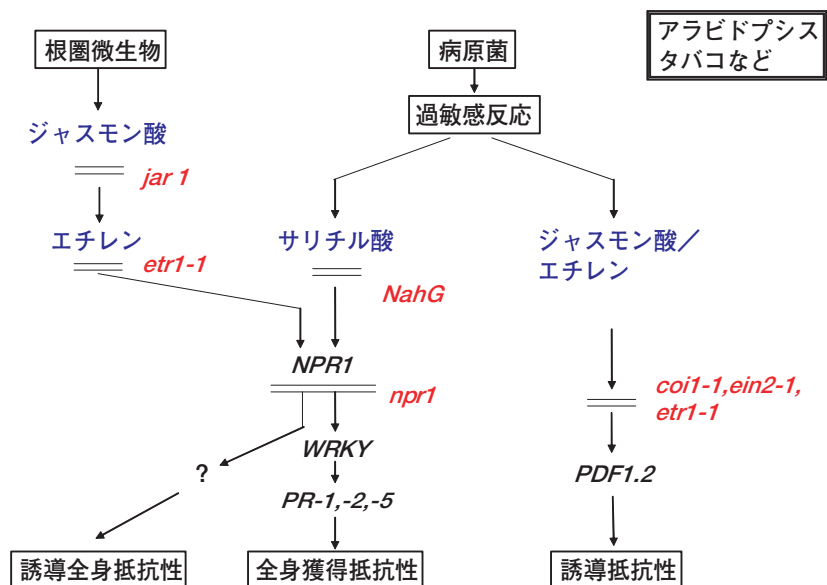 アラビドプシス
タバコなど
根圏微生物
病原菌
過敏感反応
ジャスモン酸
jar 1
エチレン
etr1-1
サリチル酸
NahG
ジャスモン酸／
エチレン
NPR1
npr1
coi1-1,ein2-1,
etr1-1
WRKY
?
PR-1,-2,-5
PDF1.2
誘導全身抵抗性
全身獲得抵抗性
誘導抵抗性